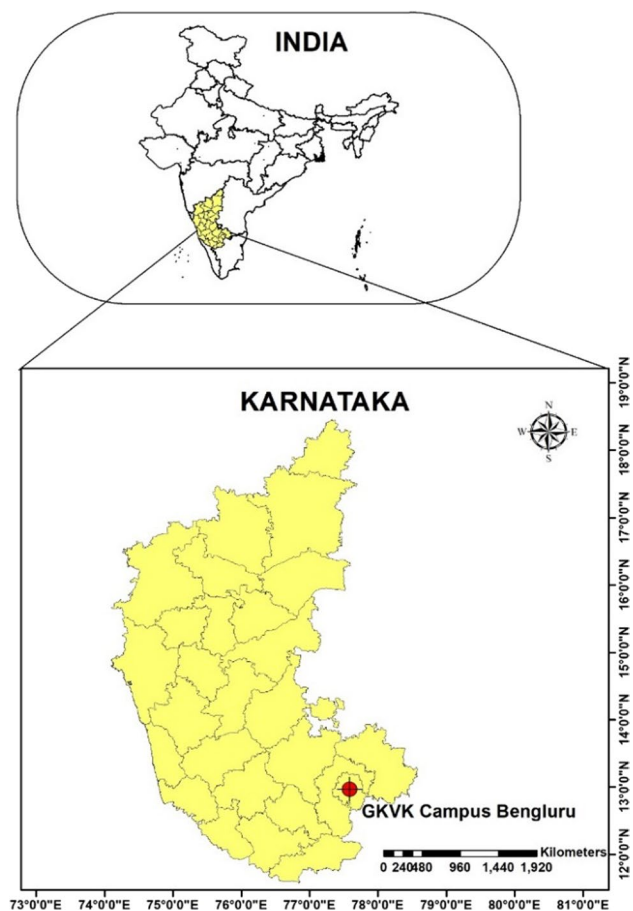 INDIA
KARNATAKA
N
W E
S
19°0'0"N
18°0'0"N
17°0'0"N
16°0'0"N
15°0'0"N
14°0'0"N
13°0'0"N
12°0'0"N
GKVK Campus Bengluru
Kilometers
0 240480 960 1,440 1,920
73°0'0"E 74°0'0"E 75°0'0"E 76°0'0"E 77°0'0"E 78°0'0"E 79°0'0"E 80°0'0"E 81°0'0"E